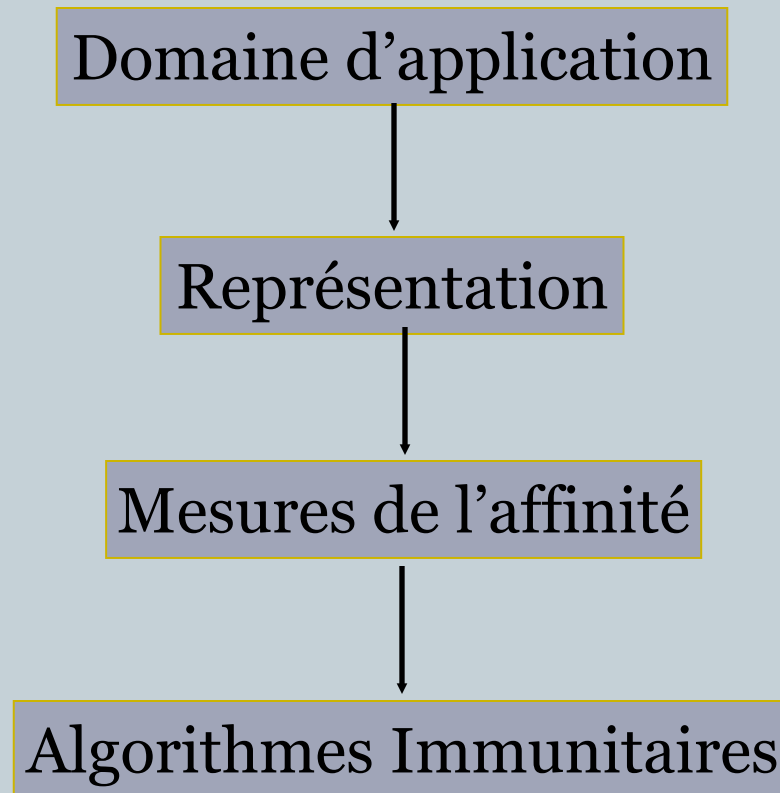 Domaine d’application
Représentation
Mesures de l’affinité
Algorithmes Immunitaires